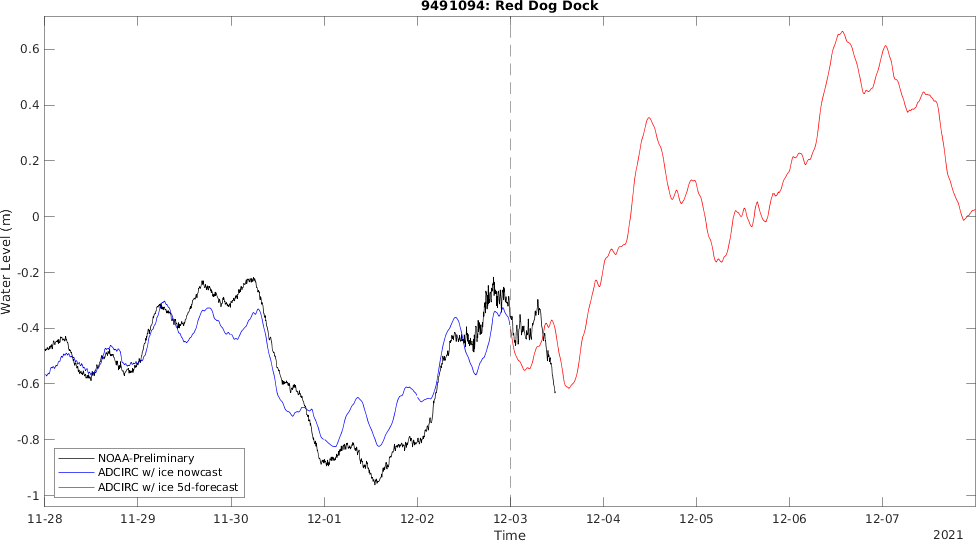 9491094: Red Dog Dock
Water Level (m)
0.6
0.4
0.2
0
-0.2
-0.4
-0.6
-0.8
-1
NOAA-Preliminary
ADCIRC w/ ice nowcast
ADCIRC w/ ice 5d-forecast
11-28 11-29 11-30 12-01 12-02 12-03 12-04 12-05 12-06 12-07
Time
2021